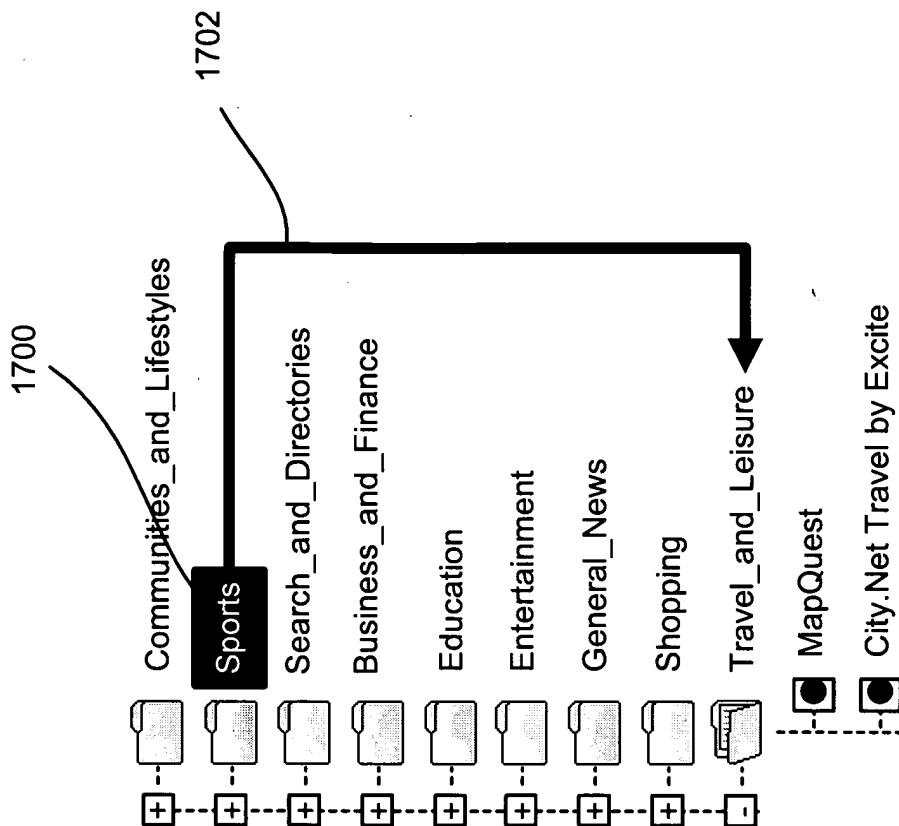 1700
1702
Communities_and_Lifestyles
Sports
Search_and_Directories
Business_and_Finance
Education
Entertainment
General_News
Shopping
Travel_and_Leisure
MapQuest
City.Net Travel by Excite